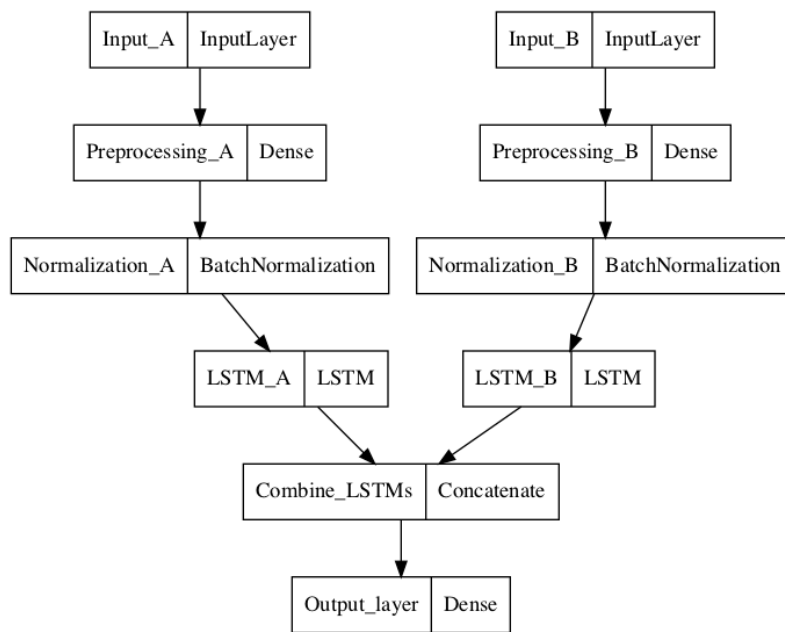 Input_A InputLayer
Input_B InputLayer
Preprocessing_A Dense
Preprocessing_B Dense
Normalization_A BatchNormalization
Normalization_B BatchNormalization
LSTM_A LSTM
LSTM_B LSTM
Combine_LSTMs Concatenate
Output_layer Dense